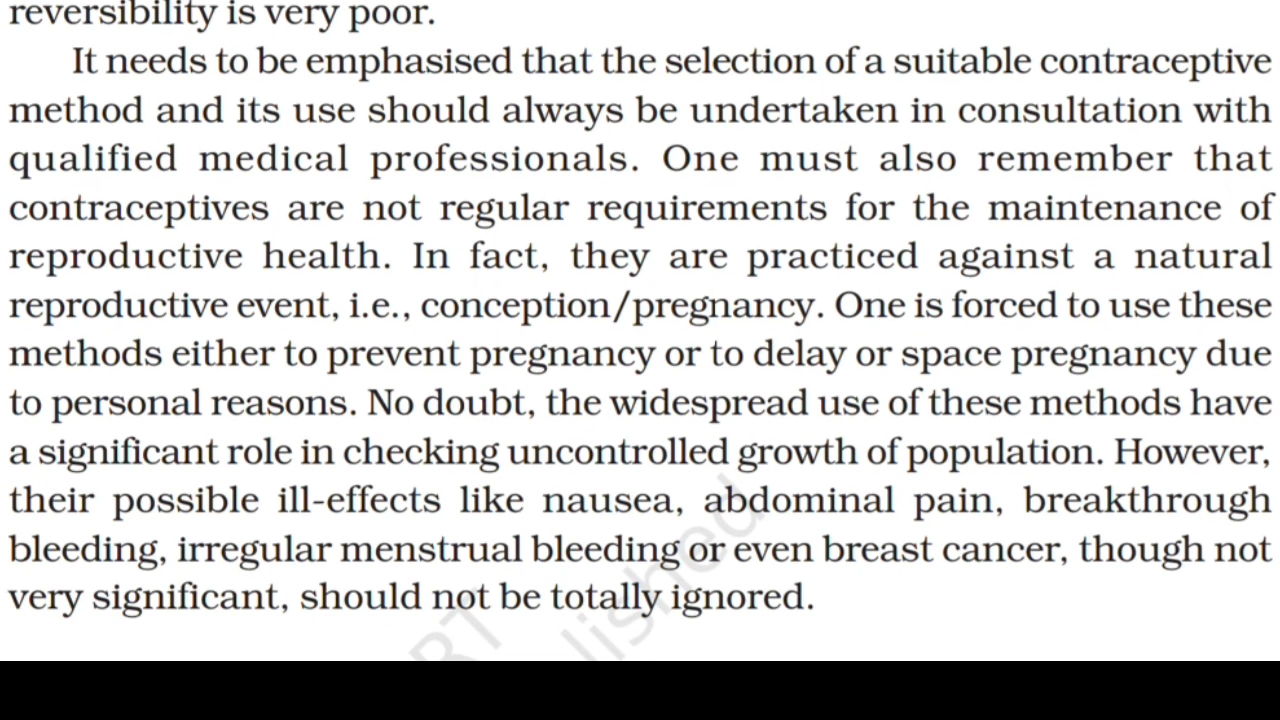 reversibility is very poor.
It needs to be emphasised that the selection of a suitable contraceptive
method and its use should always be undertaken in consultation with
qualified medical professionals. One must also remember that
contraceptives are not regular requirements for the maintenance of
reproductive health. In fact, they are practiced against a natural
reproductive event, i.e., conception/pregnancy. One is forced to use these
methods either to prevent pregnancy or to delay or space pregnancy due
to personal reasons. No doubt, the widespread use of these methods have
a significant role in checking uncontrolled growth of population. However,
their possible ill-effects like nausea, abdominal pain, breakthrough
bleeding, irregular menstrual bleeding or even breast cancer, though not
very significant, should not be totally ignored.